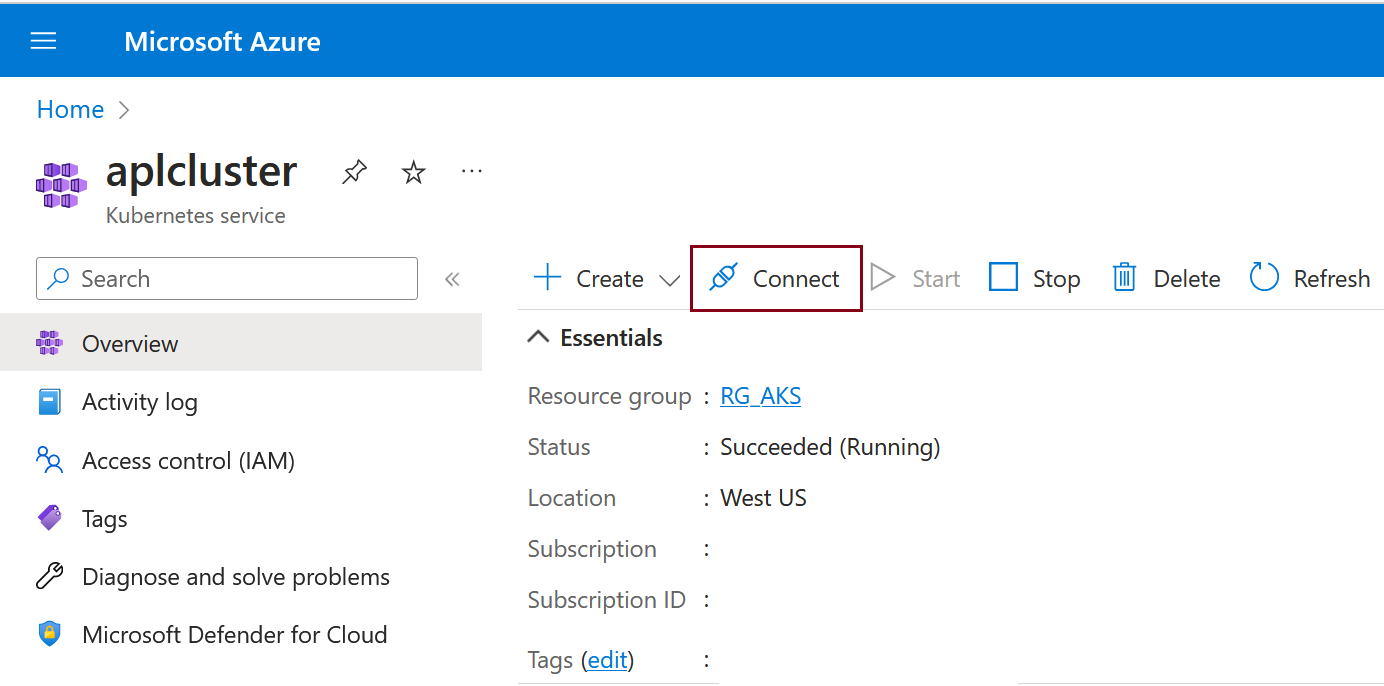 Microsoft Azure
Home
aplcluster
Kubernetes service
Search
Create Connect Start Stop Delete Refresh
Overview
Activity log
Access control (IAM)
Tags
Diagnose and solve problems
Microsoft Defender for Cloud
Essentials
Resource group : RG_AKS
Status : Succeeded (Running)
Location : West US
Subscription :
Subscription ID :
Tags (edit) :